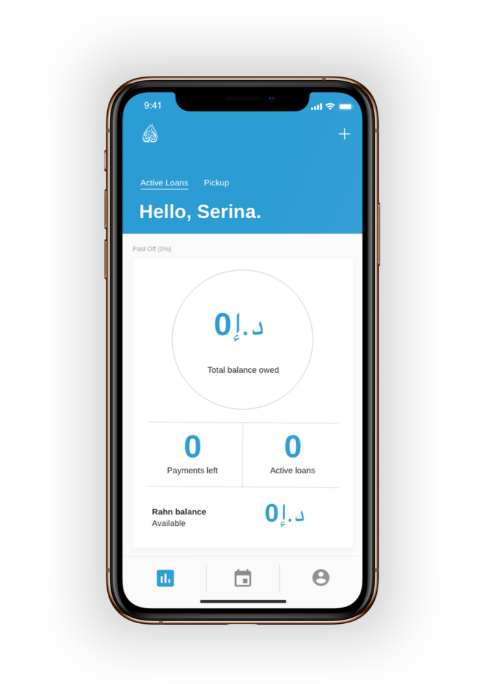 9:41
Active Loans Pickup
Hello, Serina.
Paid Off (0%)
0د.إ
Total balance owed
0 0
Payments left Active loans
Rahn balance
Available
0د.إ